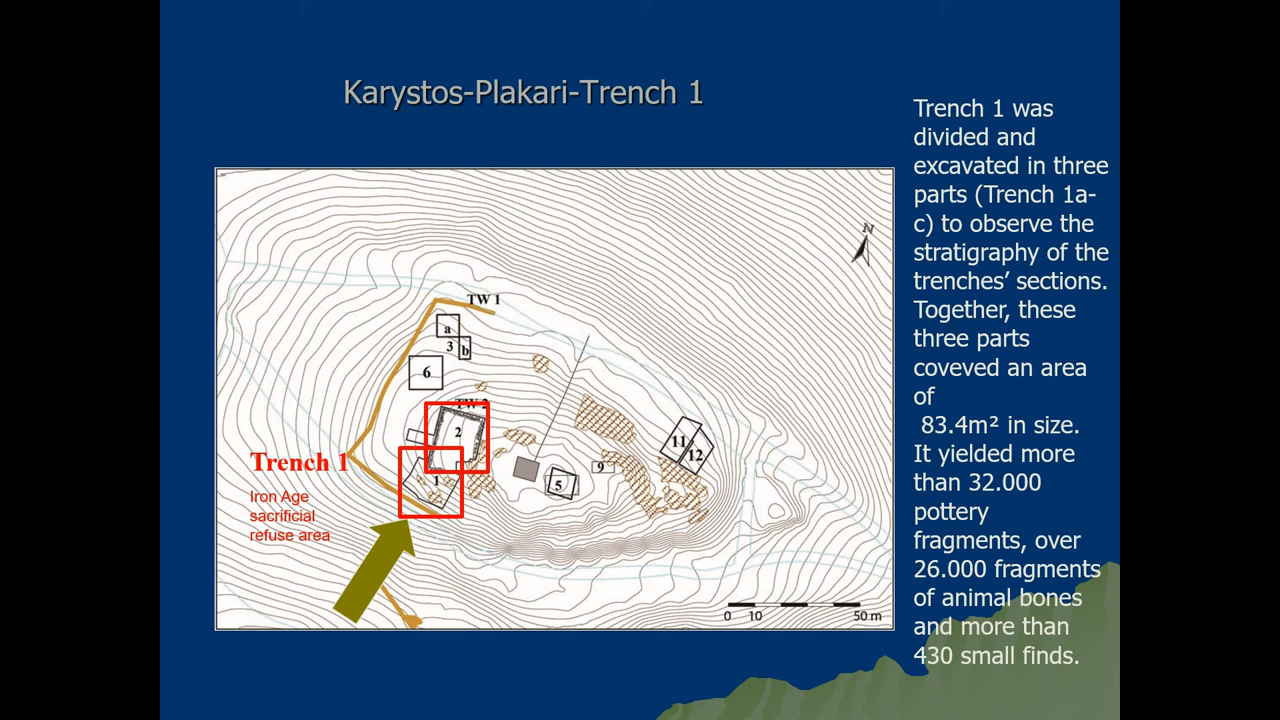 Karystos-Plakari-Trench 1
Trench 1 was
divided and
excavated in three
parts (Trench 1a-
c) to observe the
stratigraphy of the
trenches’ sections.
Together, these
three parts
coveved an area
of
83.4m² in size.
It yielded more
than 32.000
pottery
fragments, over
26.000 fragments
of animal bones
and more than
430 small finds.
N
TW 1
a
3 b
6
TW 2
2
11
12
Trench 1
1
5
9
Iron Age
sacrificial
refuse area
0 10 50 m